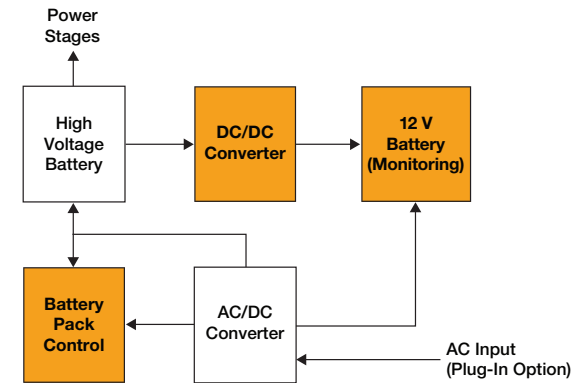 Power
Stages
High
Voltage
Battery
DC/DC
Converter
12 V
Battery
(Monitoring)
Battery
Pack
Control
AC/DC
Converter
AC Input
(Plug-In Option)